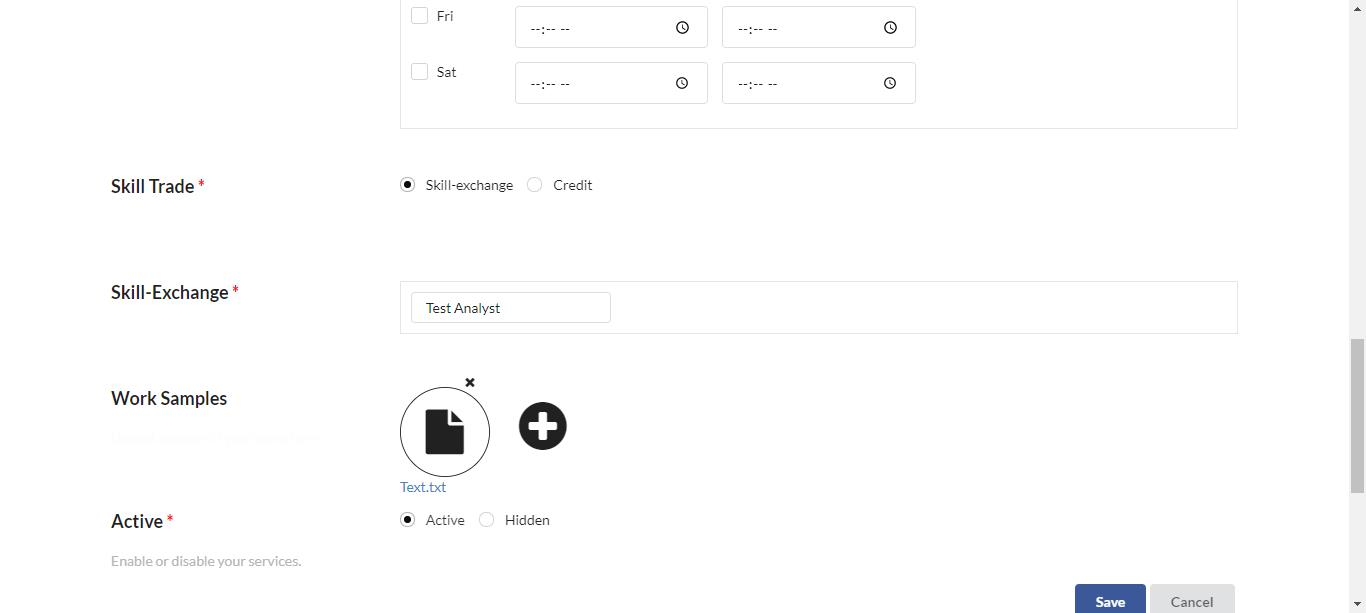 Fri --:-- -- --:-- --
Sat --:-- -- --:-- --
Skill Trade * Skill-exchange Credit
Skill-Exchange * Test Analyst
Work Samples
Text.txt
Active * Active Hidden
Enable or disable your services.
Save Cancel